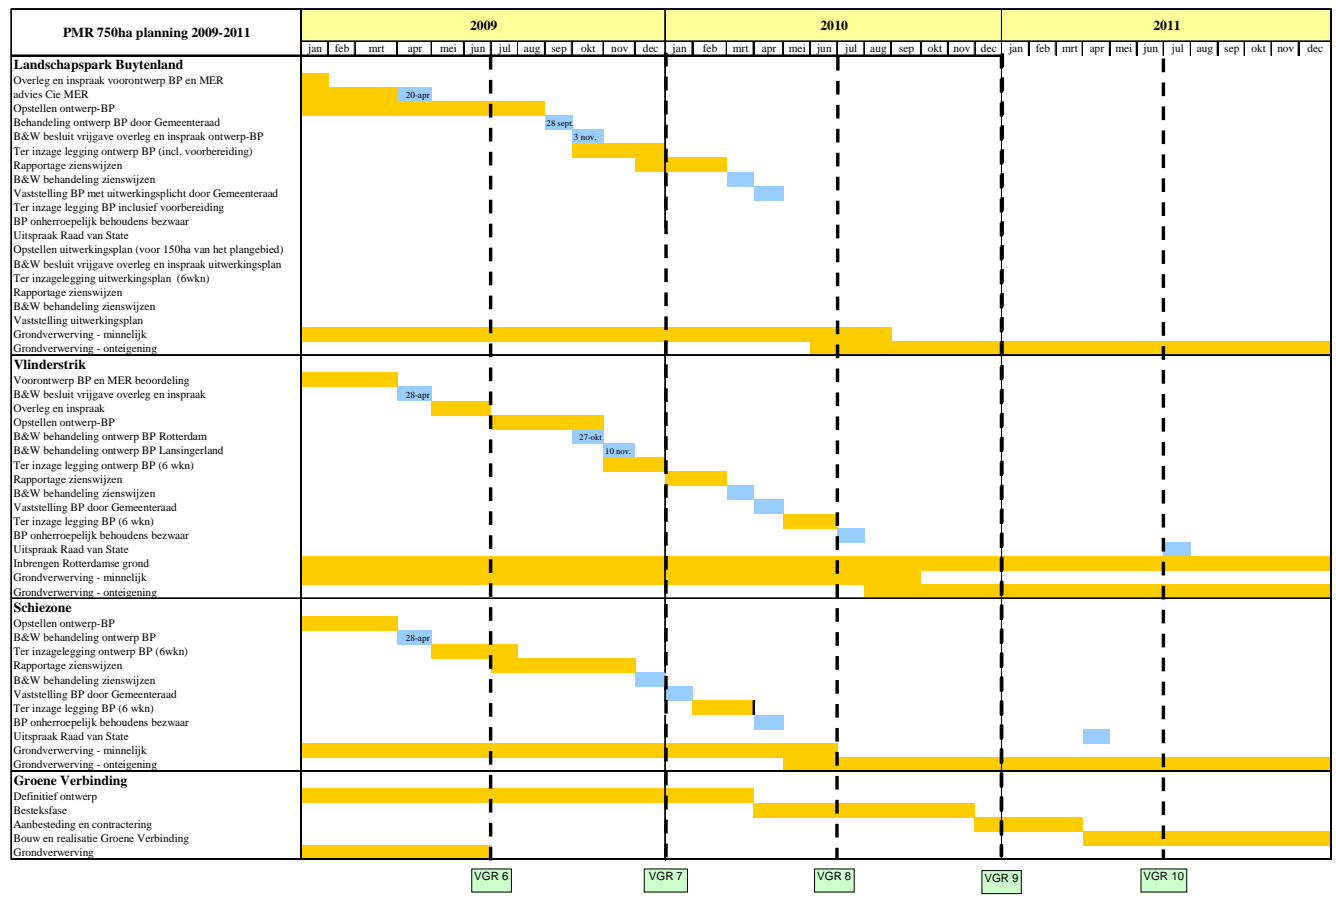 PMR 750ha planning 2009-2011 2009 2010 2011
jan feb mrt apr mei jun jul aug sep okt nov dec jan feb mrt apr mei jun jul aug sep okt nov dec jan feb mrt apr mei jun jul aug sep okt nov dec
Landschapspark Buytenland
Overleg en inspraak voorontwerp BP en MER
advies Cie MER 20-apr
Opstellen ontwerp-BP
Behandeling ontwerp BP door Gemeenteraad 28 sept.
B&W besluit vrijgave overleg en inspraak ontwerp-BP 3 nov.
Ter inzage legging ontwerp BP (incl. voorbereiding)
Rapportage zienswijzen
B&W behandeling zienswijzen
Vaststelling BP met uitwerkingsplicht door Gemeenteraad
Ter inzage legging BP inclusief voorbereiding
BP onherroepelijk behoudens bezwaar
Uitspraak Raad van State
Opstellen uitwerkingsplan (voor 150ha van het plangebied)
B&W besluit vrijgave overleg en inspraak uitwerkingsplan
Ter inzagelegging uitwerkingsplan (6wkn)
Rapportage zienswijzen
B&W behandeling zienswijzen
Vaststelling uitwerkingsplan
Grondverwerving - minnelijk
Grondverwerving - onteigening
Vlinderstrik
Voorontwerp BP en MER beoordeling
B&W besluit vrijgave overleg en inspraak 28-apr
Overleg en inspraak
Opstellen ontwerp-BP
B&W behandeling ontwerp BP Rotterdam 27-okt
B&W behandeling ontwerp BP Lansingerland 10 nov.
Ter inzage legging ontwerp BP (6 wkn)
Rapportage zienswijzen
B&W behandeling zienswijzen
Vaststelling BP door Gemeenteraad
Ter inzage legging BP (6 wkn)
BP onherroepelijk behoudens bezwaar
Uitspraak Raad van State
Inbrengen Rotterdamse grond
Grondverwerving - minnelijk
Grondverwerving - onteigening
Schiezone
Opstellen ontwerp-BP
B&W behandeling ontwerp BP 28-apr
Ter inzagelegging ontwerp BP (6wkn)
Rapportage zienswijzen
B&W behandeling zienswijzen
Vaststelling BP door Gemeenteraad
Ter inzage legging BP (6 wkn)
BP onherroepelijk behoudens bezwaar
Uitspraak Raad van State
Grondverwerving - minnelijk
Grondverwerving - onteigening
Groene Verbinding
Definitief ontwerp
Besteksfase
Aanbesteding en contractering
Bouw en realisatie Groene Verbinding
Grondverwerving
VGR 6 VGR 7 VGR 8 VGR 9 VGR 10